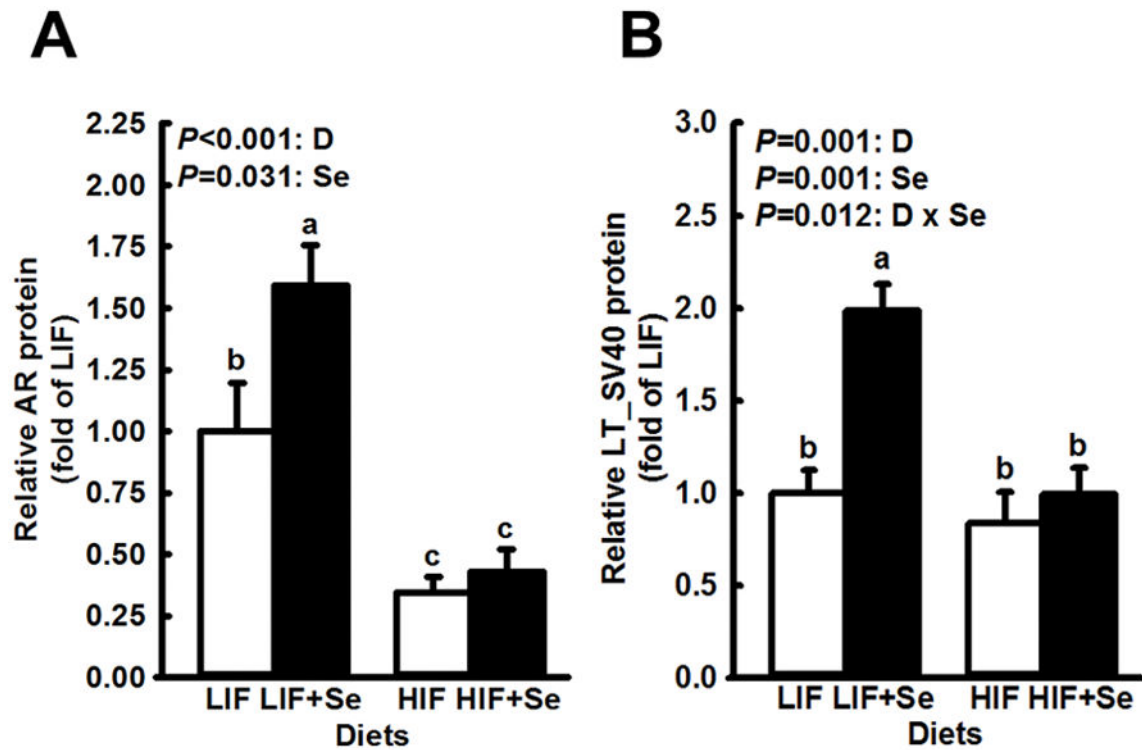 A
Relative AR protein
(fold of LIF)
2.25
2.00
1.75
1.50
1.25
1.00
0.75
0.50
0.25
0.00
P<0.001: D
P=0.031: Se
b
a
c
c
LIF LIF+Se HIF HIF+Se
Diets
B
Relative LT_SV40 protein
(fold of LIF)
3.0
2.5
2.0
1.5
1.0
0.5
0.0
P=0.001: D
P=0.001: Se
P=0.012: D x Se
b
a
b
b
LIF LIF+Se HIF HIF+Se
Diets